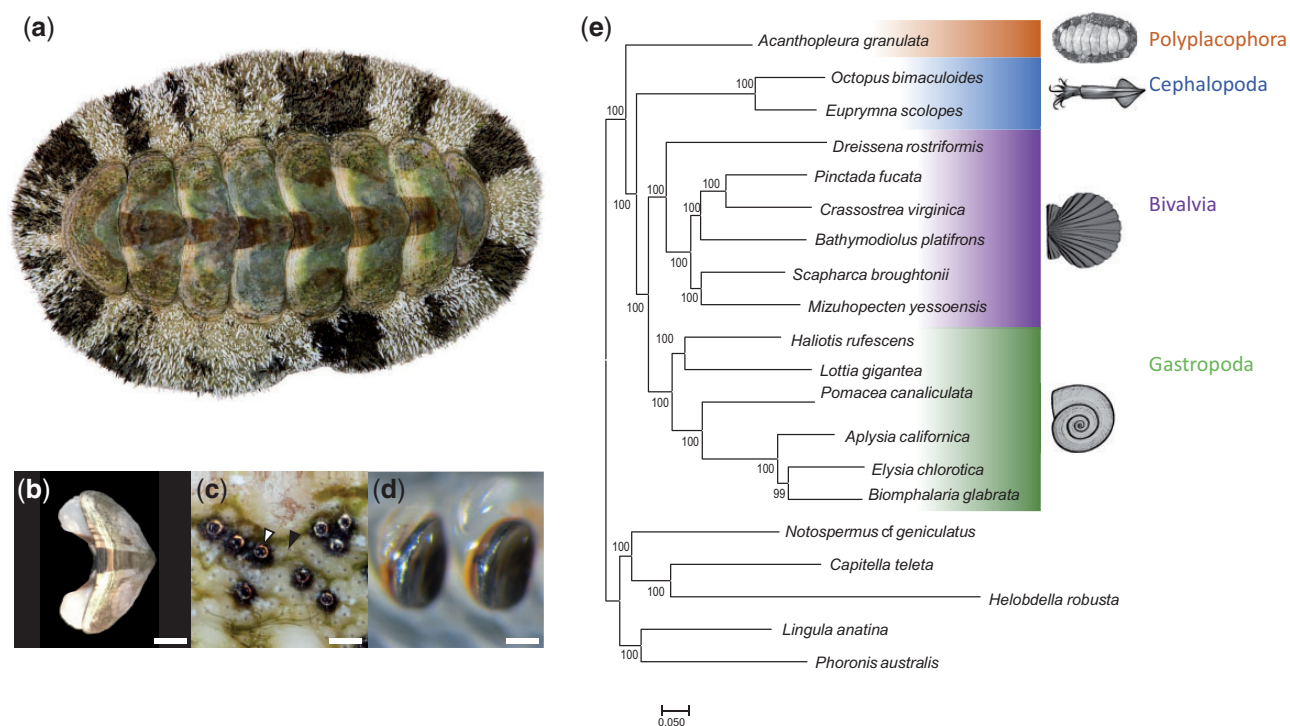 (a)
(b)
(c)
(d)
(e)
Acanthopleura granulata
Polyplacophora
Octopus bimaculoides
Cephalopoda
100
Euprymna scolopes
100
Dreissena rostriformis
Pinctada fucata
100
100
Bivalvia
Crassostrea virginica
100
100
Bathymodiolus platifrons
100
Scapharca broughtonii
100
Mizuhopecten yessoensis
100
100
Haliotis rufescens
Gastropoda
Lottia gigantea
Pomacea canaliculata
100
Aplysia californica
100
Elysia chlorotica
100
Biomphalaria glabrata
99
Notospermus cf geniculatus
100
Capitella teleta
100
Helobdella robusta
Lingula anatina
100
Phoronis australis
0.050